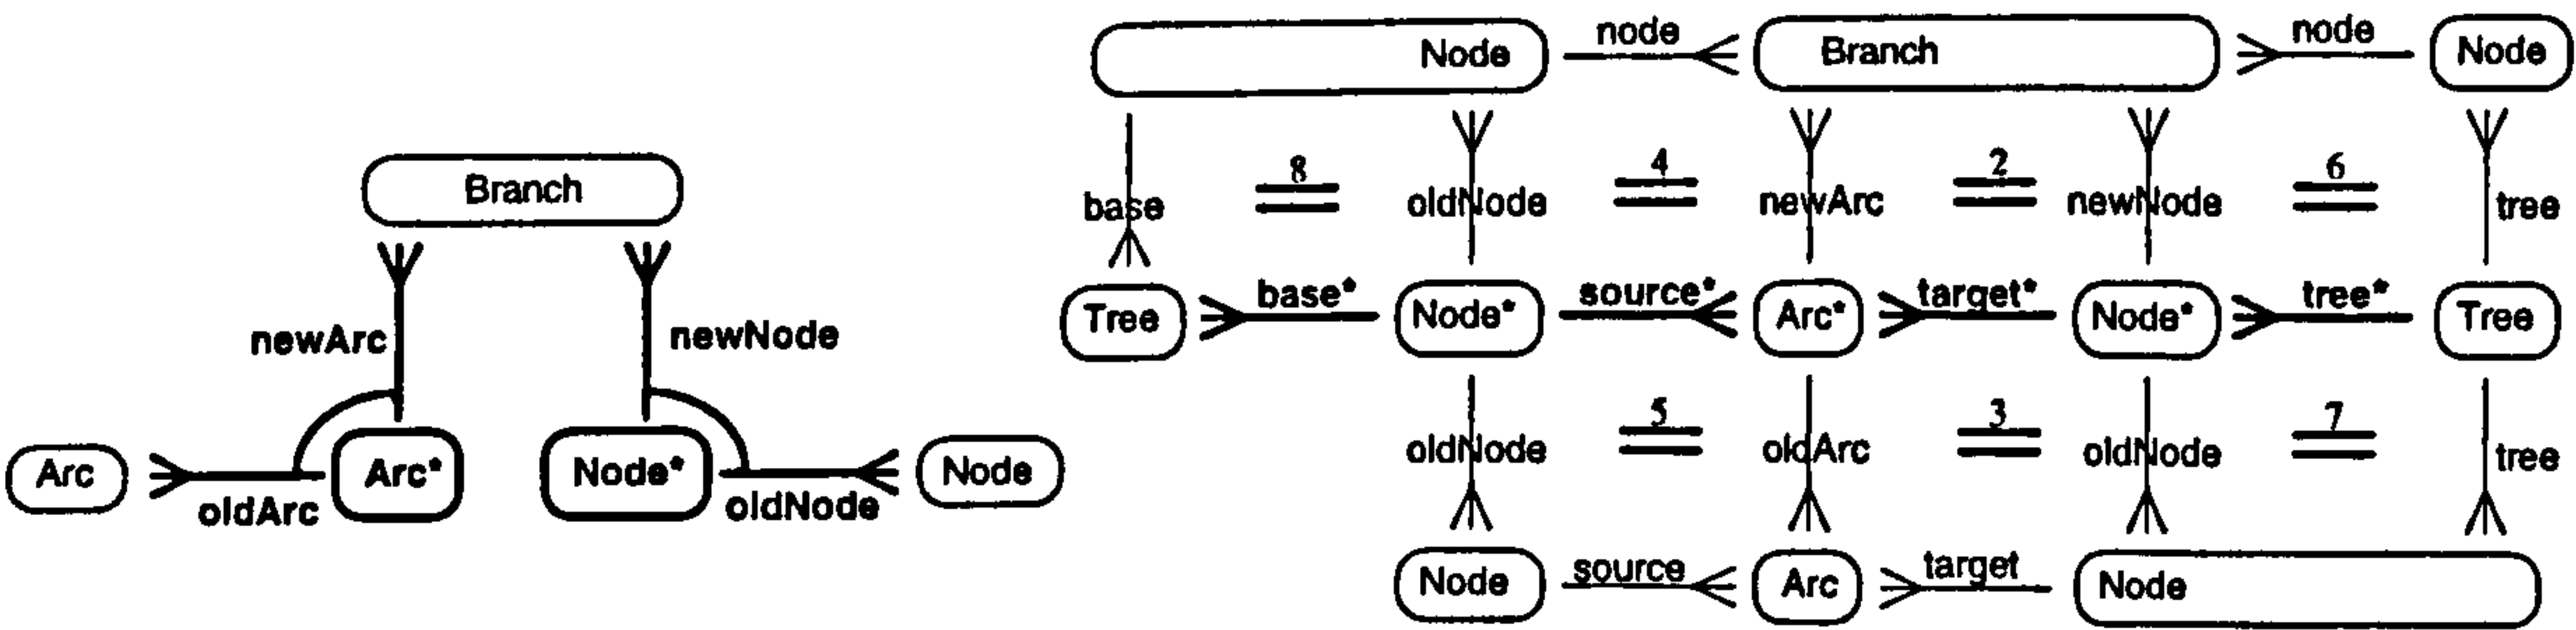 Branch
newArc
newNode
Arc
oldArc
Arc*
Node*
oldNode
Node
Node
node
Branch
node
Node
base
8
oldNode
4
newArc
2
newNode
6
tree
Tree
base*
Node*
source*
Arc*
target*
Node*
tree*
Tree
oldNode
5
oldArc
3
oldNode
7
tree
Node
source
Arc
target
Node